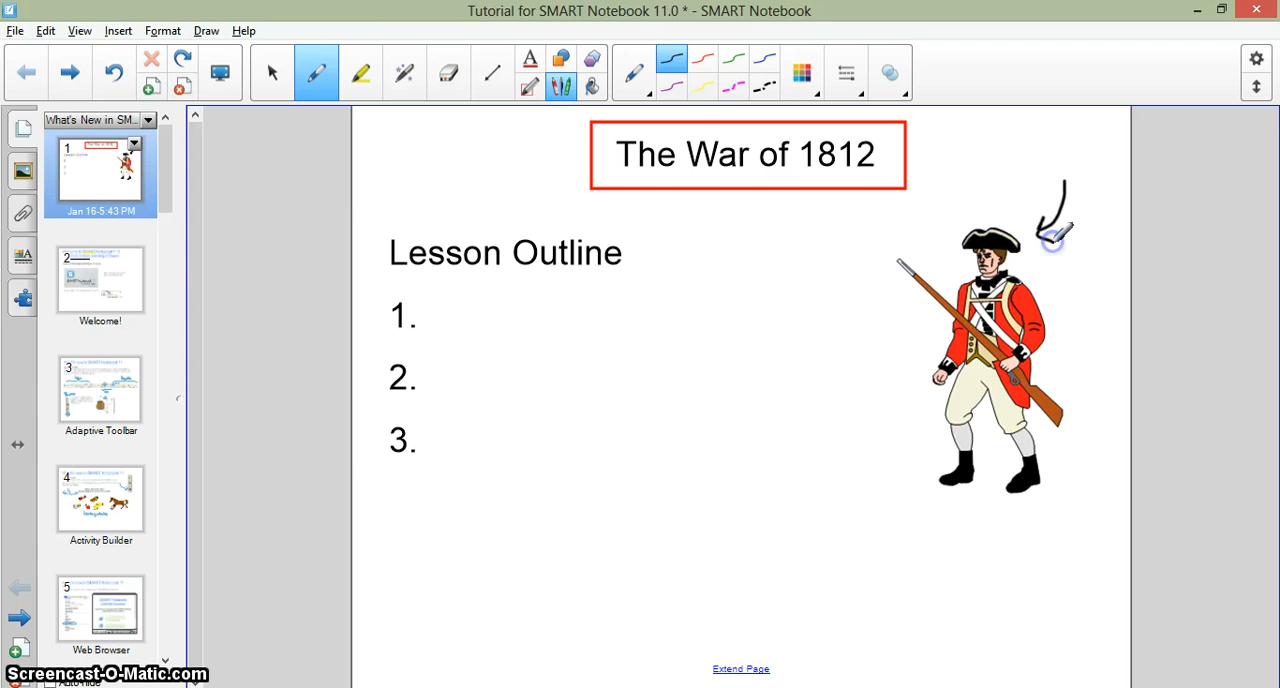 Tutorial for SMART Notebook 11.0 * - SMART Notebook
File Edit View Insert Format Draw Help
What's New in SM...
1
Jan 16-5:43 PM
2
Welcome!
3
Adaptive Toolbar
4
Activity Builder
5
Web Browser
Auto-hide
The War of 1812
Lesson Outline
1.
2.
3.
Extend Page
Screencast-O-Matic.com